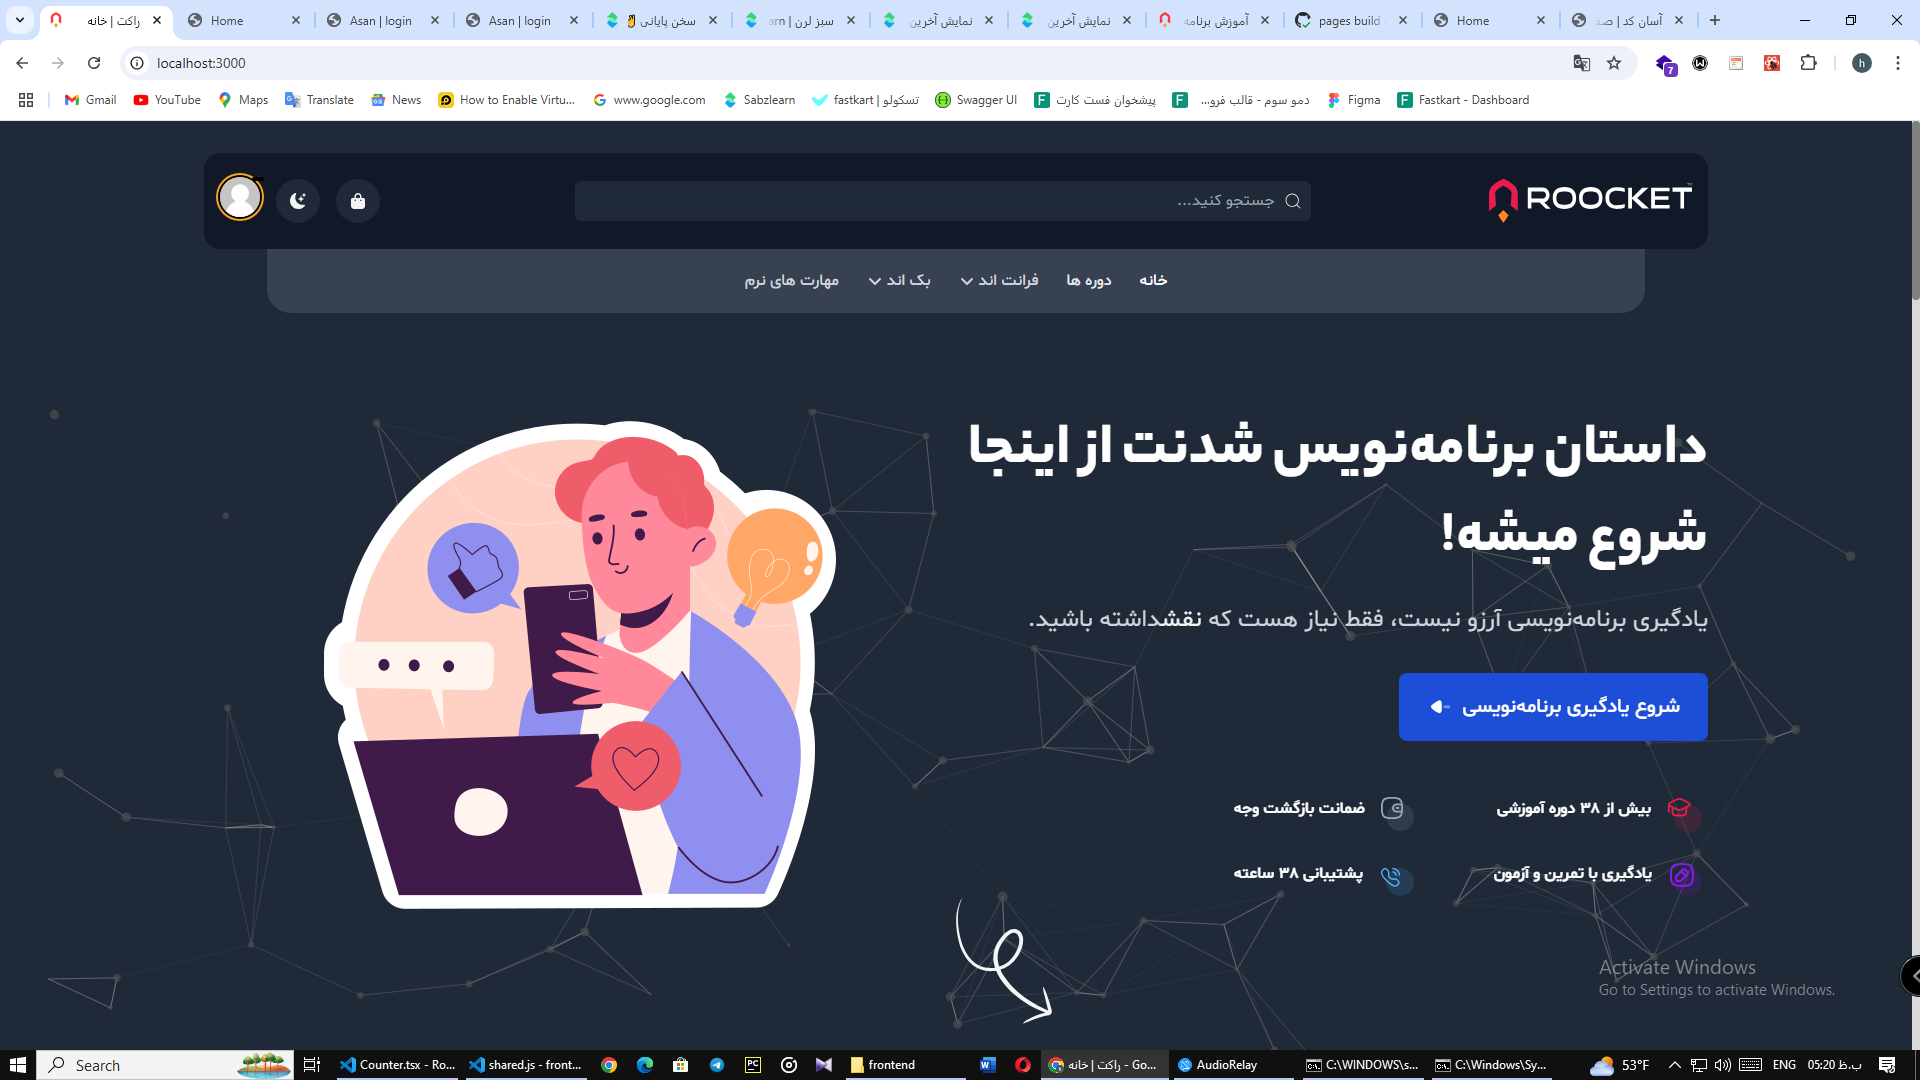 راکت | خانه
Home
Asan | login
Asan | login
سخن پایانی
سبز لرن | arn
نمایش آخرین
نمایش آخرین
آموزش برنامه
pages build
Home
آسان کد | صف
localhost:3000
7
h
Gmail
YouTube
Maps
Translate
News
How to Enable Virtu...
www.google.com
Sabzlearn
fastkart | تسکولو
Swagger UI
پیشخوان فست کارت
دمو سوم - قالب فرو...
Figma
Fastkart - Dashboard
ROOCKET
جستجو کنید...
خانه
دوره ها
فرانت اند
بک اند
مهارت های نرم
داستان برنامه‌نویس شدنت از اینجا
شروع میشه!
یادگیری برنامه‌نویسی آرزو نیست، فقط نیاز هست که نقشداشته باشید.
شروع یادگیری برنامه‌نویسی
بیش از ۳۸ دوره آموزشی
ضمانت بازگشت وجه
یادگیری با تمرین و آزمون
پشتیبانی ۳۸ ساعته
Activate Windows
Go to Settings to activate Windows.
Search
Counter.tsx - Ro...
shared.js - front...
PC
frontend
راکت | خانه - Go...
AudioRelay
C:\WINDOWS\s...
C:\Windows\Sy...
53°F
ENG
05:20 ب.ظ